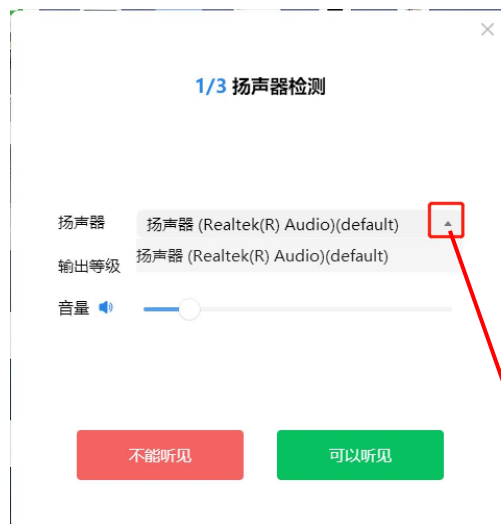 1/3 扬声器检测
扬声器 扬声器 (Realtek(R) Audio)(default)
扬声器 (Realtek(R) Audio)(default)
输出等级
音量
不能听见 可以听见